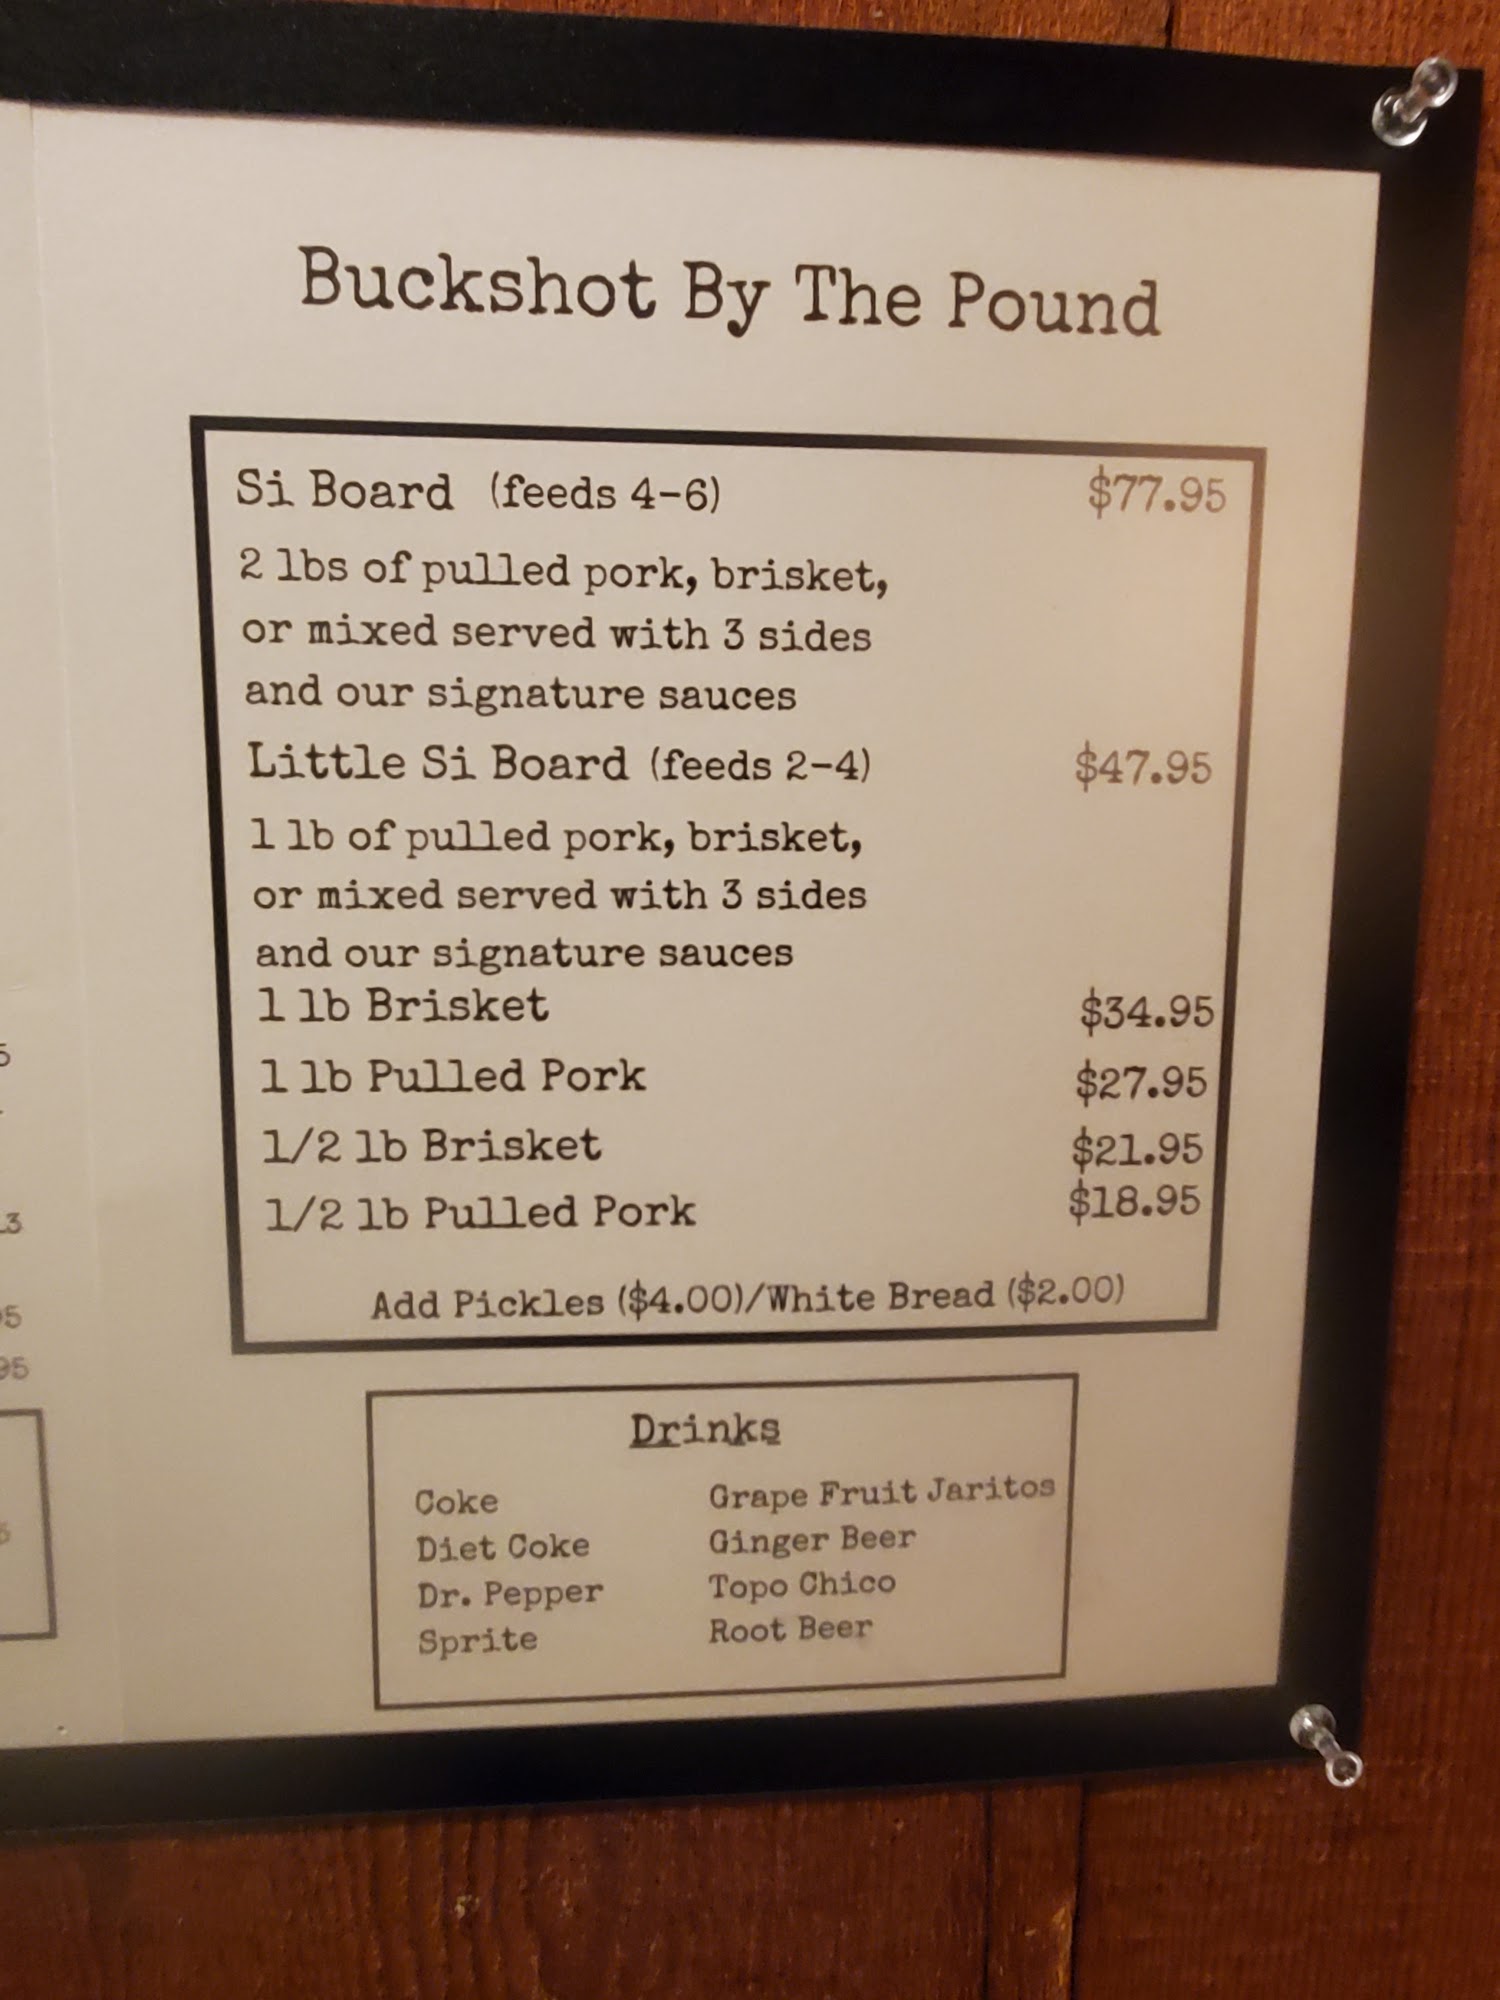 Buckshot By The Pound
Si Board (feeds 4-6) $77.95
2 lbs of pulled pork, brisket,
or mixed served with 3 sides
and our signature sauces
Little Si Board (feeds 2-4) $47.95
1 lb of pulled pork, brisket,
or mixed served with 3 sides
and our signature sauces
1 lb Brisket $34.95
1 lb Pulled Pork $27.95
1/2 lb Brisket $21.95
1/2 lb Pulled Pork $18.95
Add Pickles ($4.00)/White Bread ($2.00)
Drinks
Coke
Diet Coke
Dr. Pepper
Sprite
Grape Fruit Jaritos
Ginger Beer
Topo Chico
Root Beer